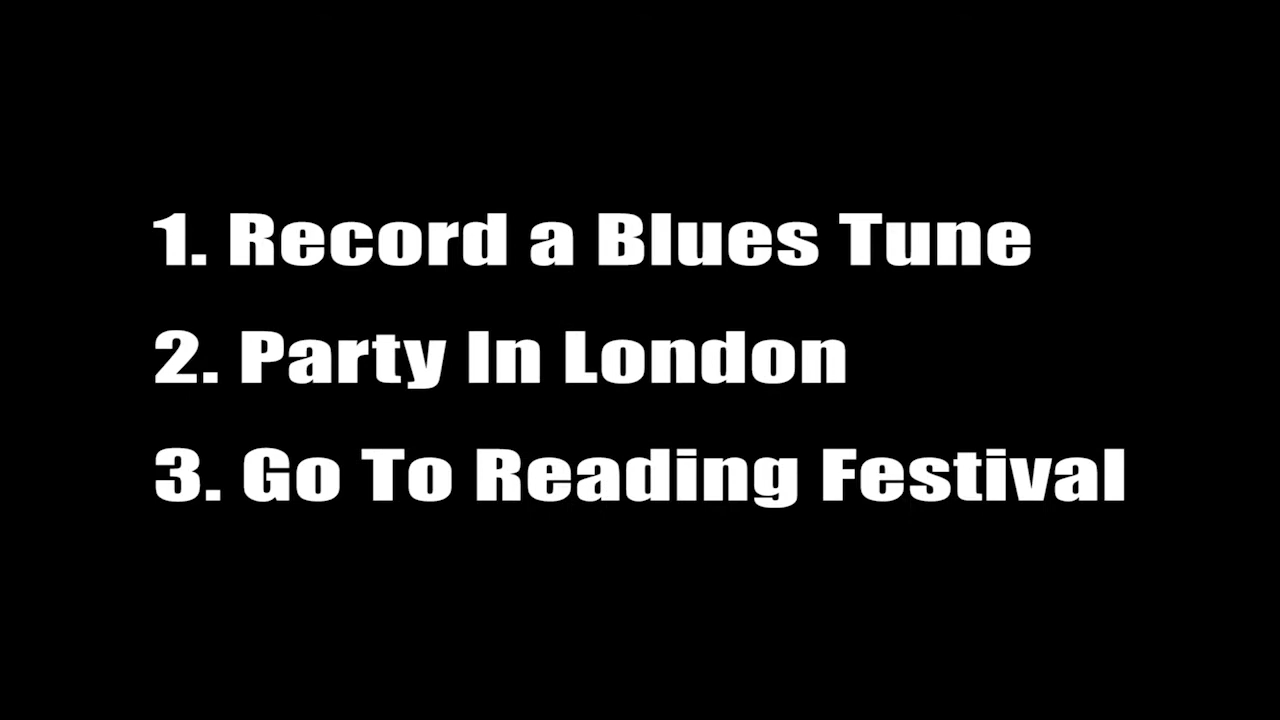 1. Record a Blues Tune
2. Party In London
3. Go To Reading Festival